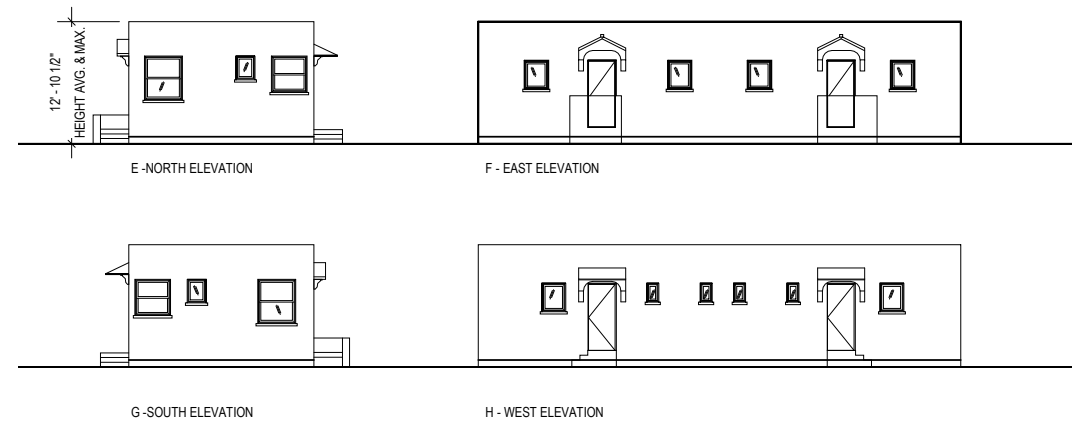 12' - 10 1/2"
HEIGHT AVG. & MAX.
E -NORTH ELEVATION
F - EAST ELEVATION
G -SOUTH ELEVATION
H - WEST ELEVATION